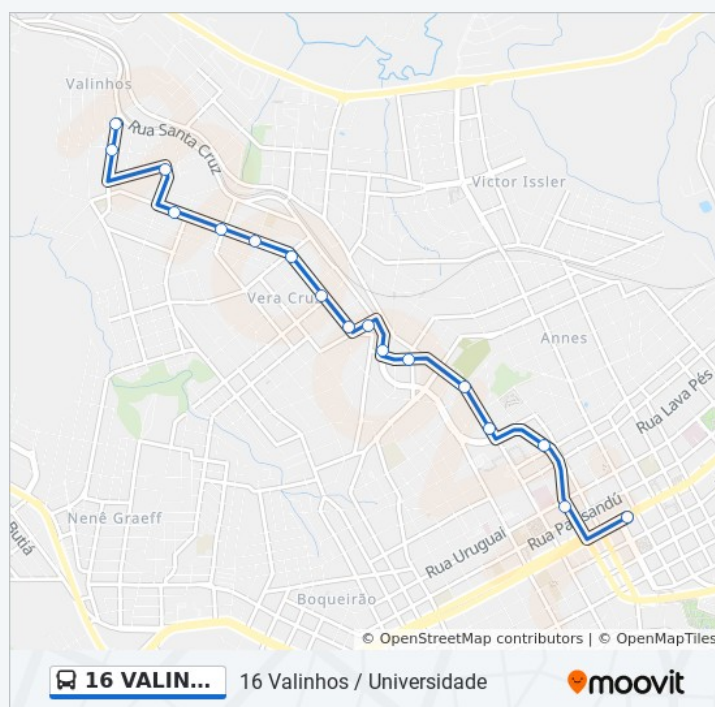 Valinhos
Rua Santa Cruz
Victor Issler
Vera Cruz
Annes
Rua Lava Pés
Nenê Graeff
Butiá
Rua Paissandú
Rua Uruguai
Boqueirão
© OpenStreetMap contributors | © OpenMapTiles
16 VALIN...
16 Valinhos / Universidade
moovit